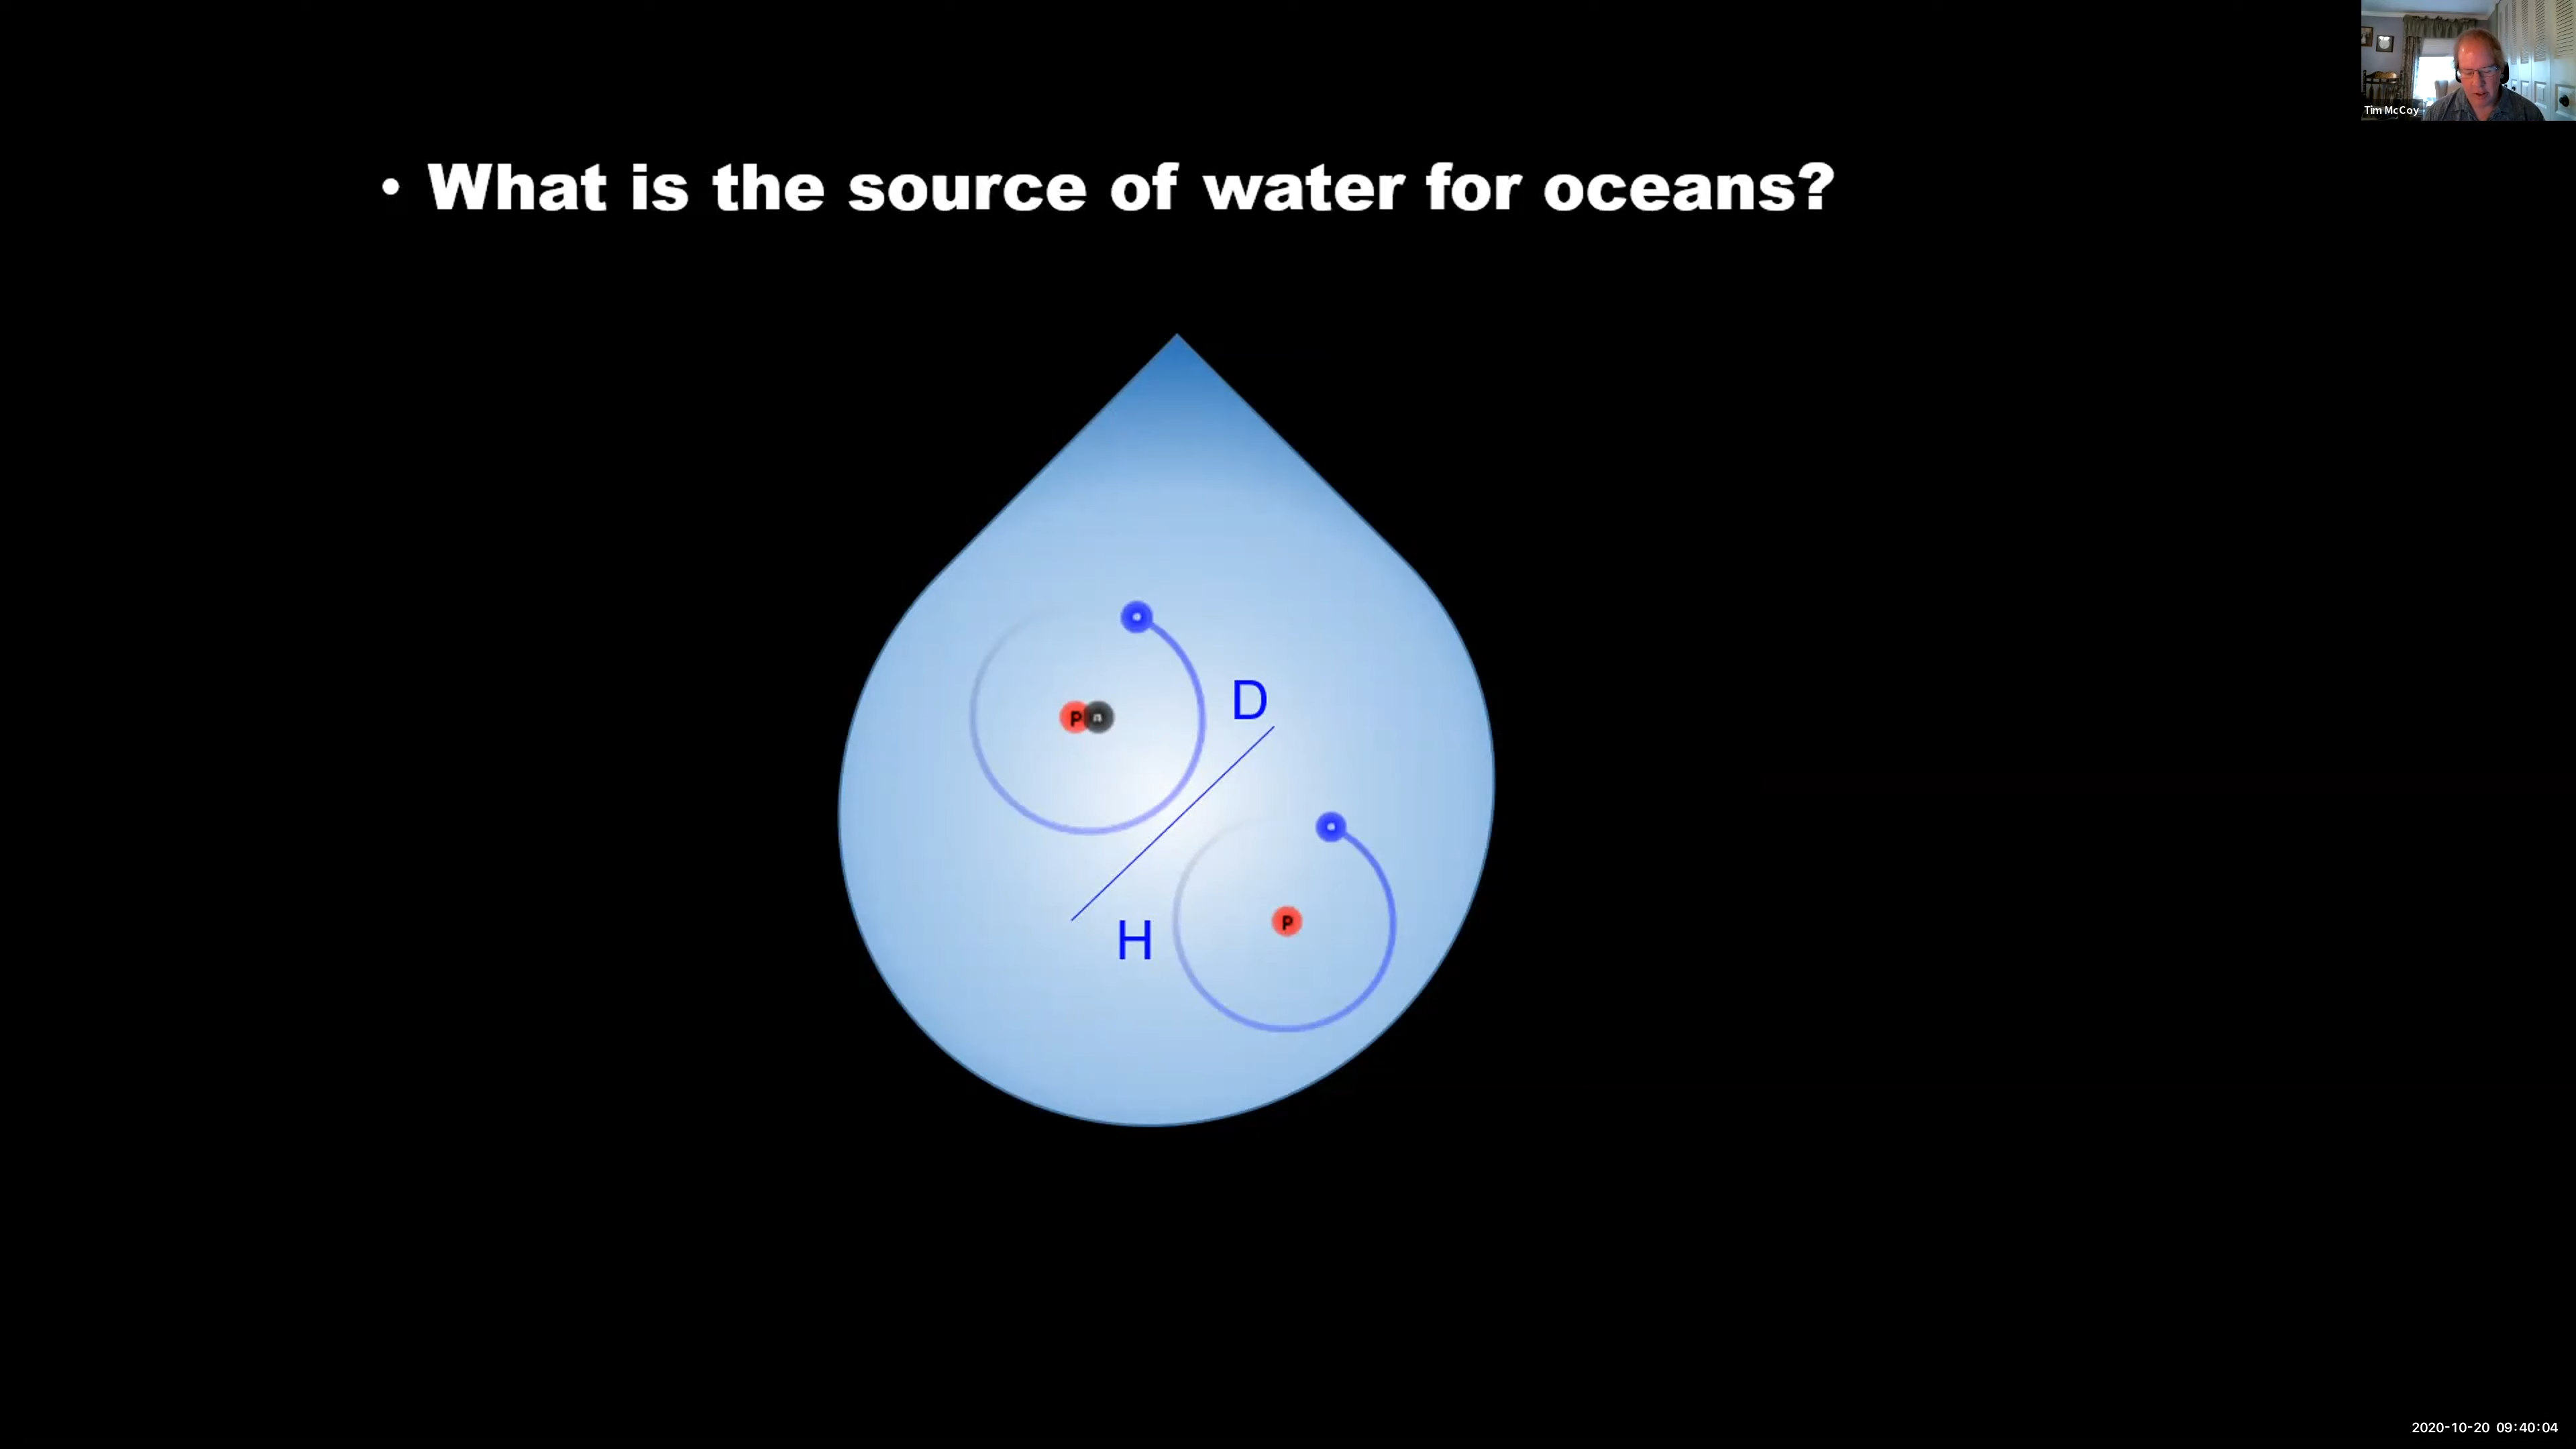 Tim McCoy
• What is the source of water for oceans?
D
p n
H
p
2020-10-20 09:40:04